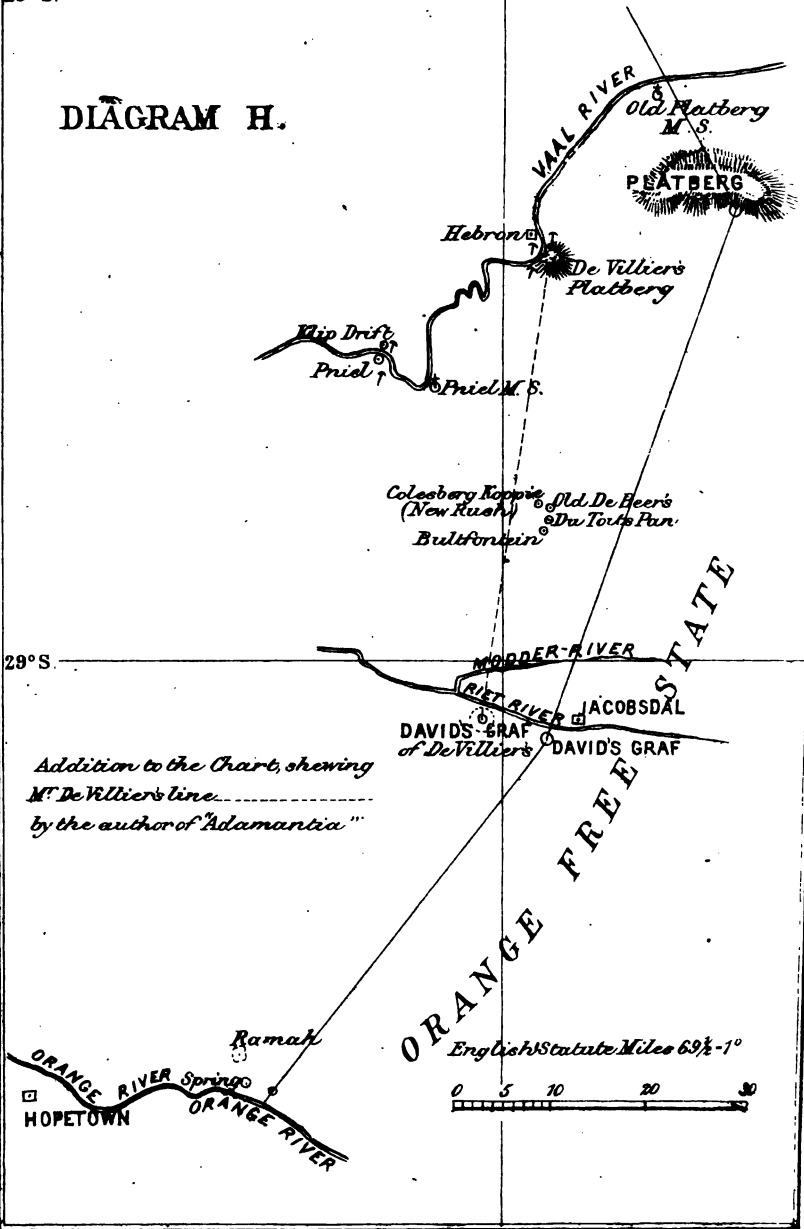 DIAGRAM H.
VAAL RIVER
Old Platberg
M. S.
PLATBERG
Hebron
De Villier's
Platberg
Klip Drift
Pniel
Pniel M. S.
Colesberg Koppie
(New Rush)
Old De Beer's
Du Toits Pan
Bultfontein
29° S.
MODDER-RIVER
RIET RIVER
JACOBSDAL
DAVIDS GRAF
of De Villier's
DAVID'S GRAF
Addition to the Chart, shewing
Mr De Villier's line
by the author of "Adamantia"
ORANGE FREE STATE
Ramah
English Statute Miles 69½ - 1°
Spring
ORANGE RIVER
HOPETOWN
ORANGE RIVER
0 5 10 20 30